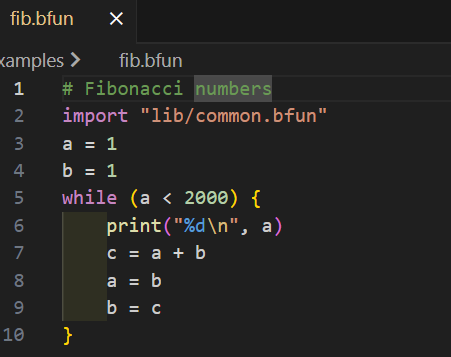 fib.bfun ×
xamples > fib.bfun
1 # Fibonacci numbers
2 import "lib/common.bfun"
3 a = 1
4 b = 1
5 while (a < 2000) {
6     print("%d\n", a)
7     c = a + b
8     a = b
9     b = c
10 }